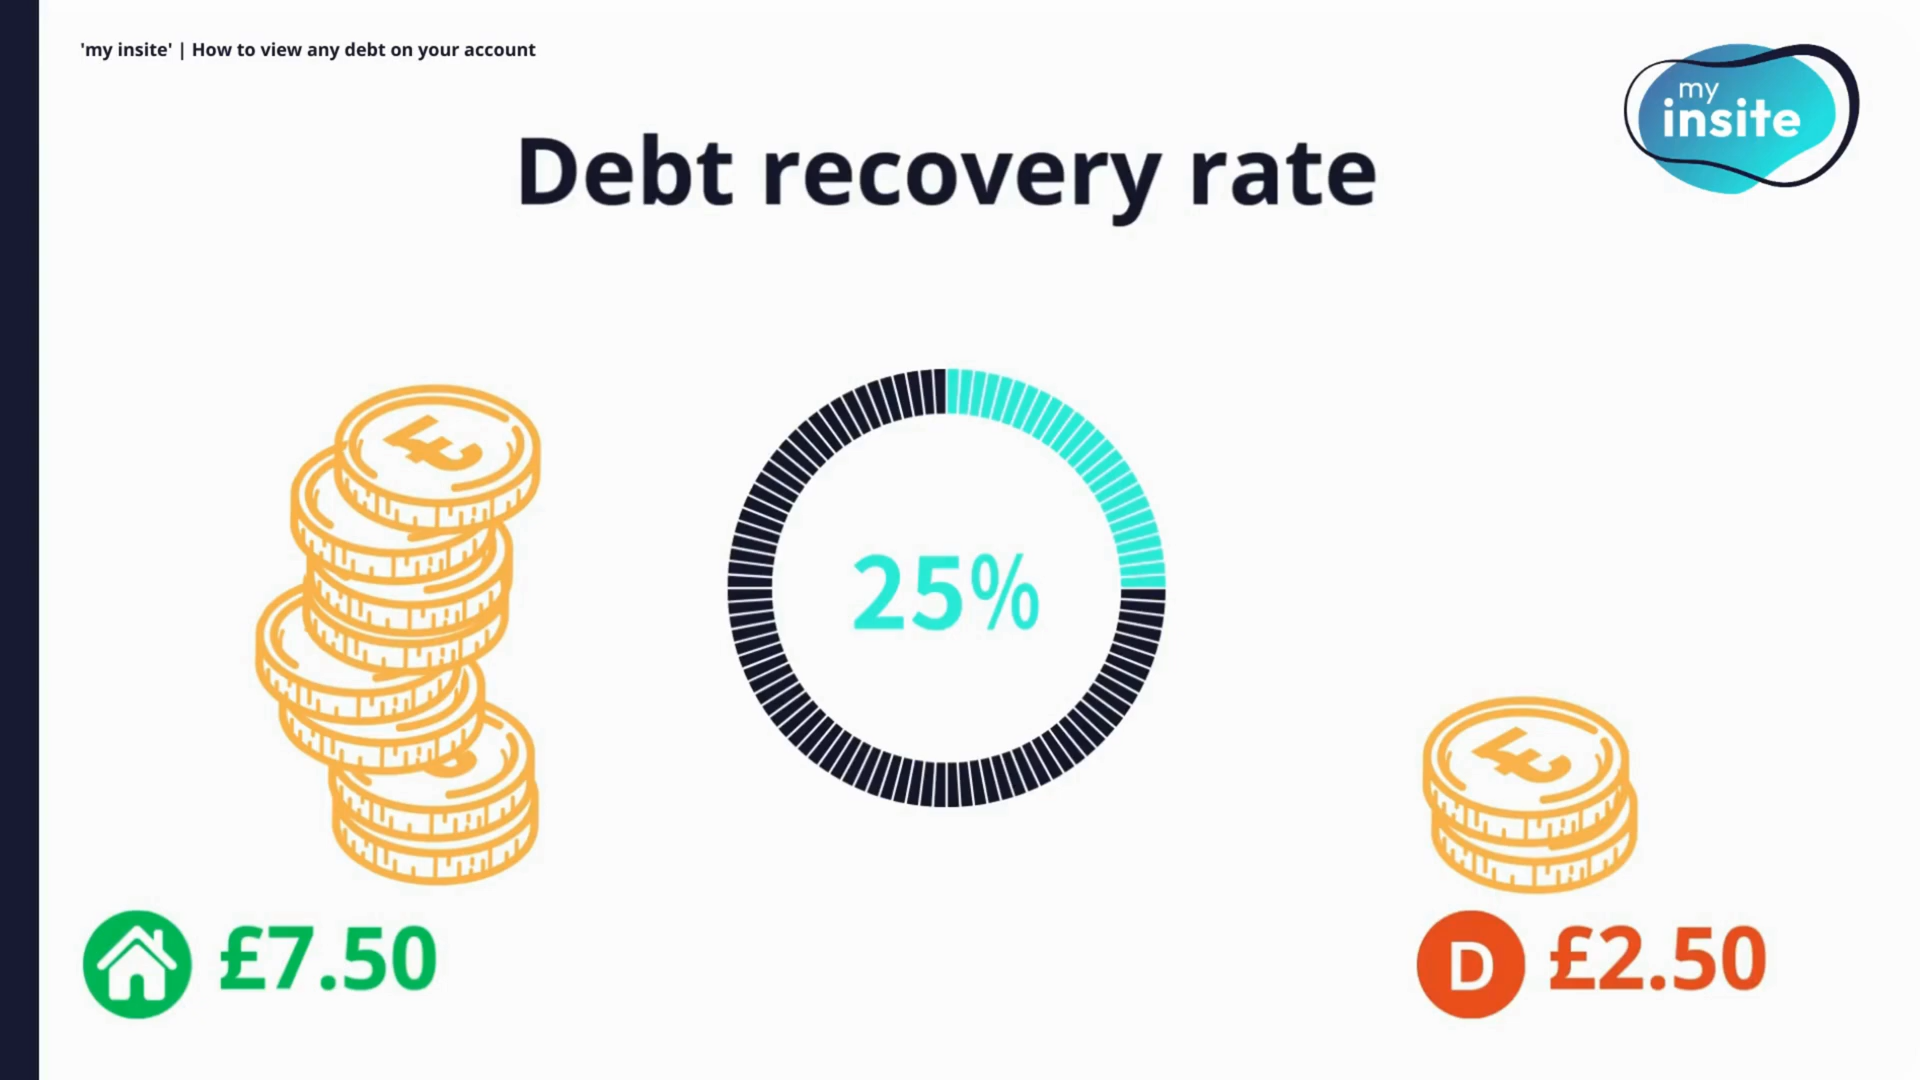 'my insite' | How to view any debt on your account
my
insite
Debt recovery rate
25%
£7.50
D £2.50